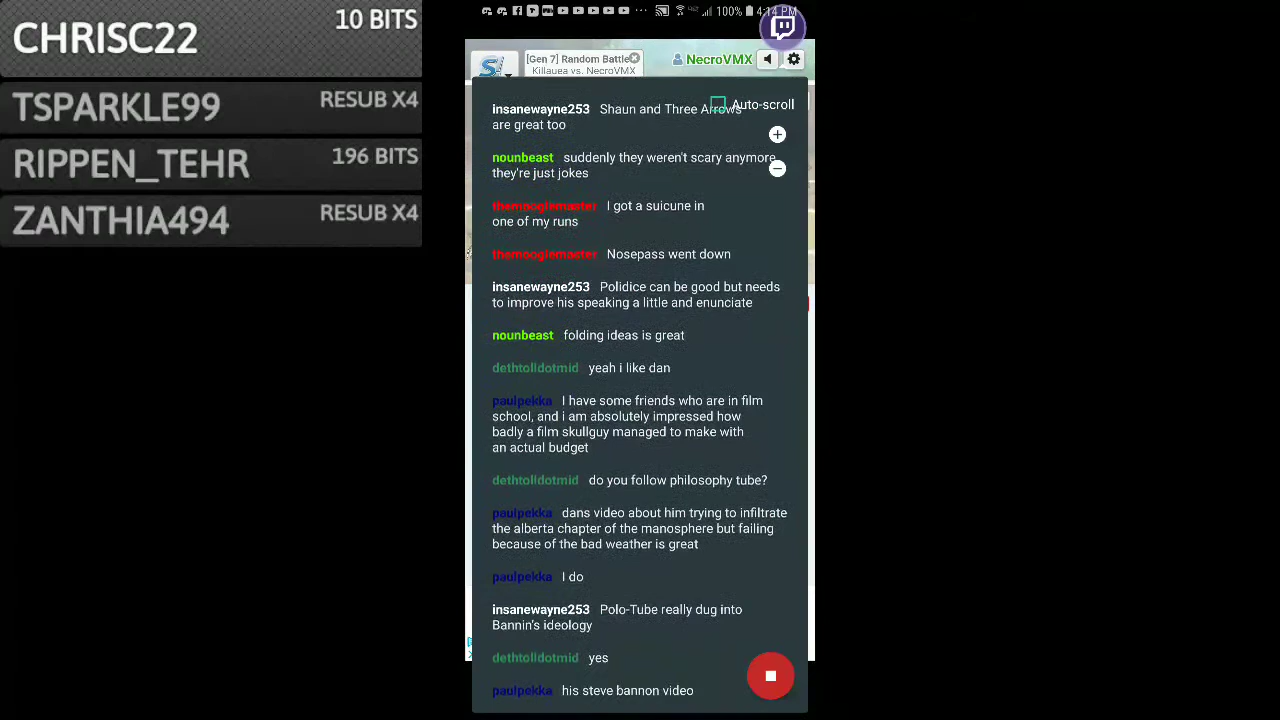 CHRISC22 10 BITS
TSPARKLE99 RESUB X4
RIPPEN_TEHR 196 BITS
ZANTHIA494 RESUB X4
100% 4:14 PM
[Gen 7] Random Battle
Killauea vs. NecroVMX
NecroVMX
Auto-scroll
insanewayne253 Shaun and Three Arrows
are great too
nounbeast suddenly they weren't scary anymore
they're just jokes
themooglemaster I got a suicune in
one of my runs
themooglemaster Nosepass went down
insanewayne253 Polidice can be good but needs
to improve his speaking a little and enunciate
nounbeast folding ideas is great
dethtolldotmid yeah i like dan
paulpekka I have some friends who are in film
school, and i am absolutely impressed how
badly a film skullguy managed to make with
an actual budget
dethtolldotmid do you follow philosophy tube?
paulpekka dans video about him trying to infiltrate
the alberta chapter of the manosphere but failing
because of the bad weather is great
paulpekka I do
insanewayne253 Polo-Tube really dug into
Bannin's ideology
dethtolldotmid yes
paulpekka his steve bannon video